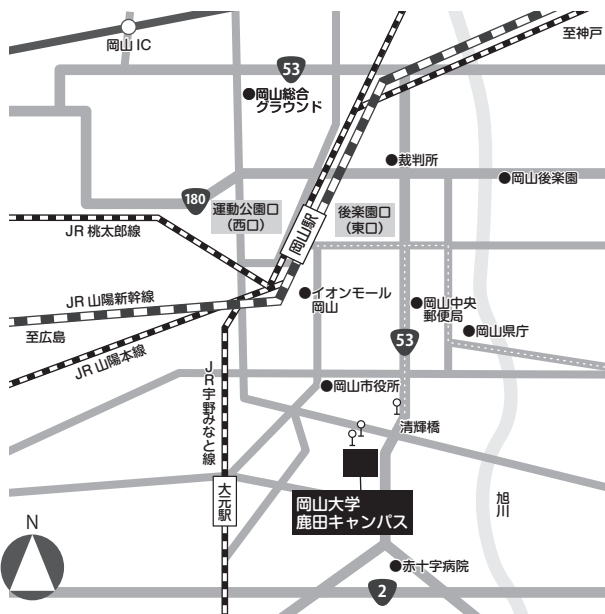 岡山IC
至神戸
53
岡山総合
グラウンド
裁判所
岡山後楽園
180
運動公園口
（西口）
岡山駅
後楽園口
（東口）
JR 桃太郎線
JR 山陽新幹線
イオンモール
岡山
岡山中央
郵便局
岡山県庁
至広島
53
JR 山陽本線
JR宇野みなと線
岡山市役所
清輝橋
大元駅
岡山大学
鹿田キャンパス
旭川
N
赤十字病院
2